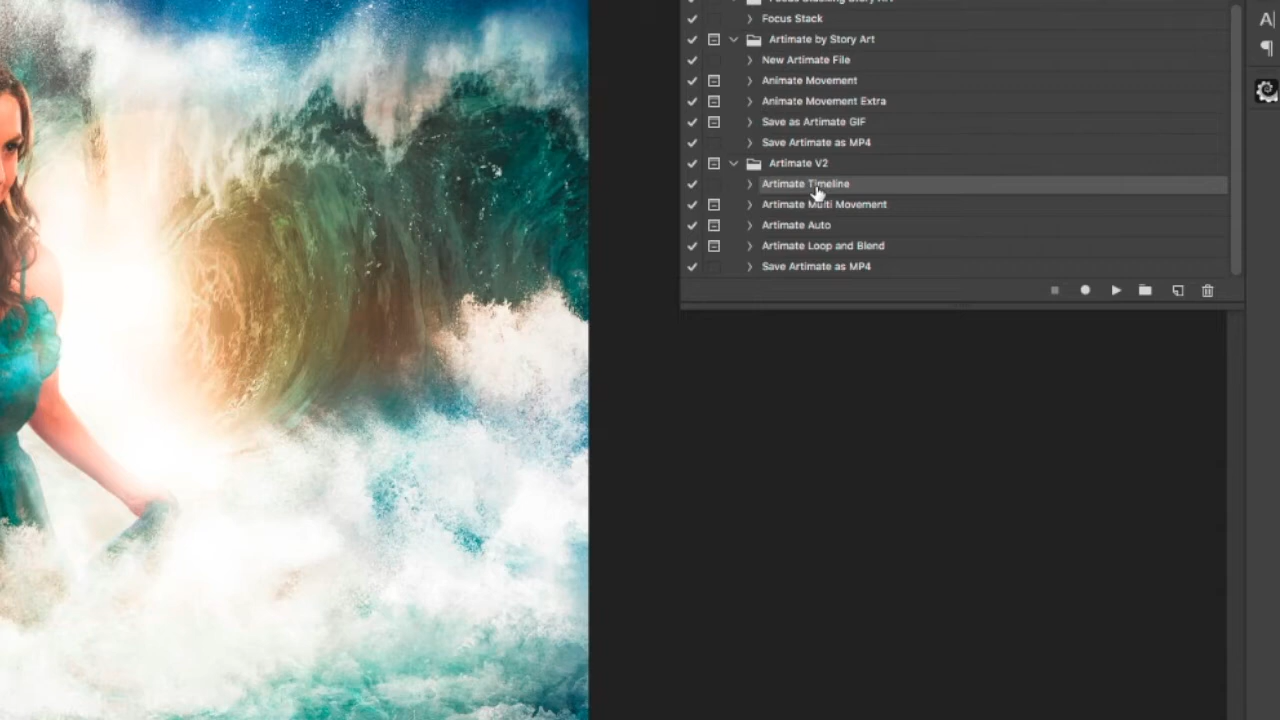 Focus Stack
Artimate by Story Art
New Artimate File
Animate Movement
Animate Movement Extra
Save as Artimate GIF
Save Artimate as MP4
Artimate V2
Artimate Timeline
Artimate Multi Movement
Artimate Auto
Artimate Loop and Blend
Save Artimate as MP4